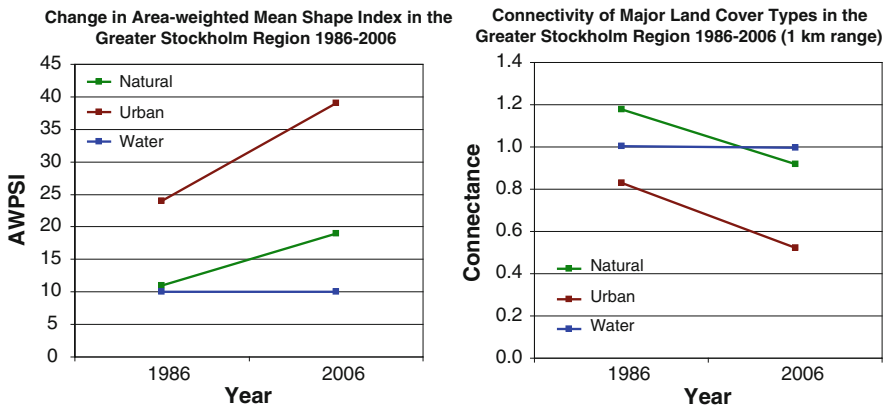 Change in Area-weighted Mean Shape Index in the
Greater Stockholm Region 1986-2006
45
40
35
30
25
20
15
10
5
0
AWPSI
Natural
Urban
Water
1986
2006
Year
Connectivity of Major Land Cover Types in the
Greater Stockholm Region 1986-2006 (1 km range)
1.4
1.2
1.0
0.8
0.6
0.4
0.2
0.0
Connectance
Natural
Urban
Water
1986
2006
Year